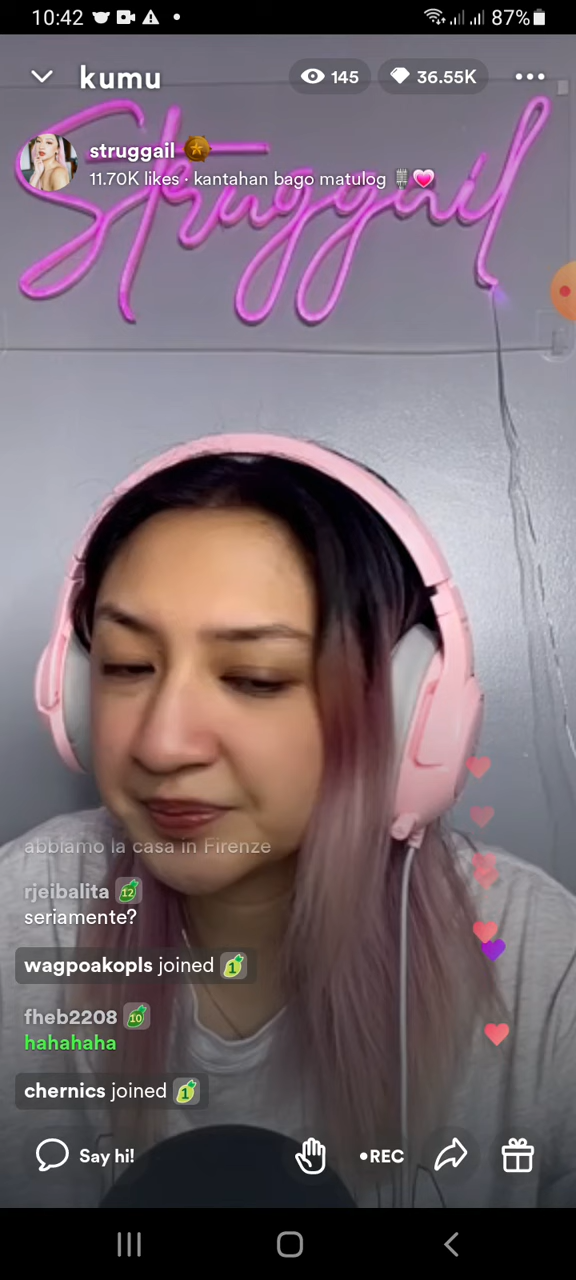 10:42
87%
kumu
145
36.55K
Struggail
struggail
11.70K likes · kantahan bago matulog
abbiamo la casa in Firenze
rjeibalita 12
seriamente?
wagpoakopls joined 1
fheb2208 10
hahahaha
chernics joined 1
Say hi!
•REC